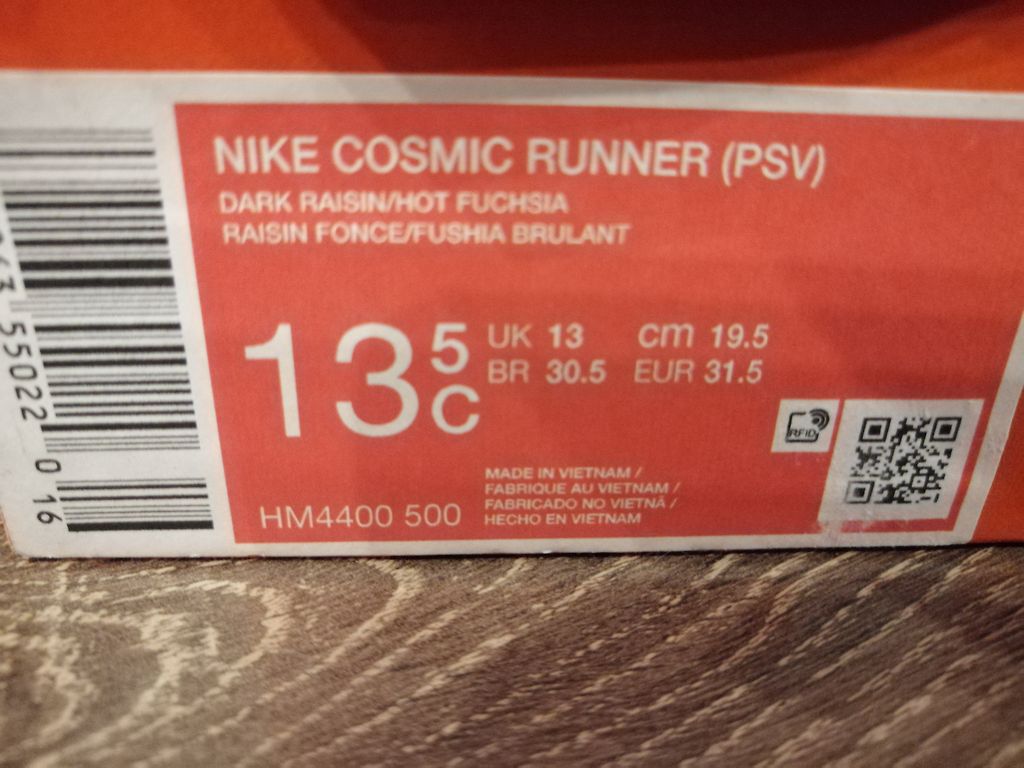 NIKE COSMIC RUNNER (PSV)
DARK RAISIN/HOT FUCHSIA
RAISIN FONCE/FUSHIA BRULANT
13 5 C
UK 13 cm 19.5
BR 30.5 EUR 31.5
RFID
MADE IN VIETNAM /
FABRIQUE AU VIETNAM /
FABRICADO NO VIETNÃ /
HECHO EN VIETNAM
HM4400 500
55022 0 16